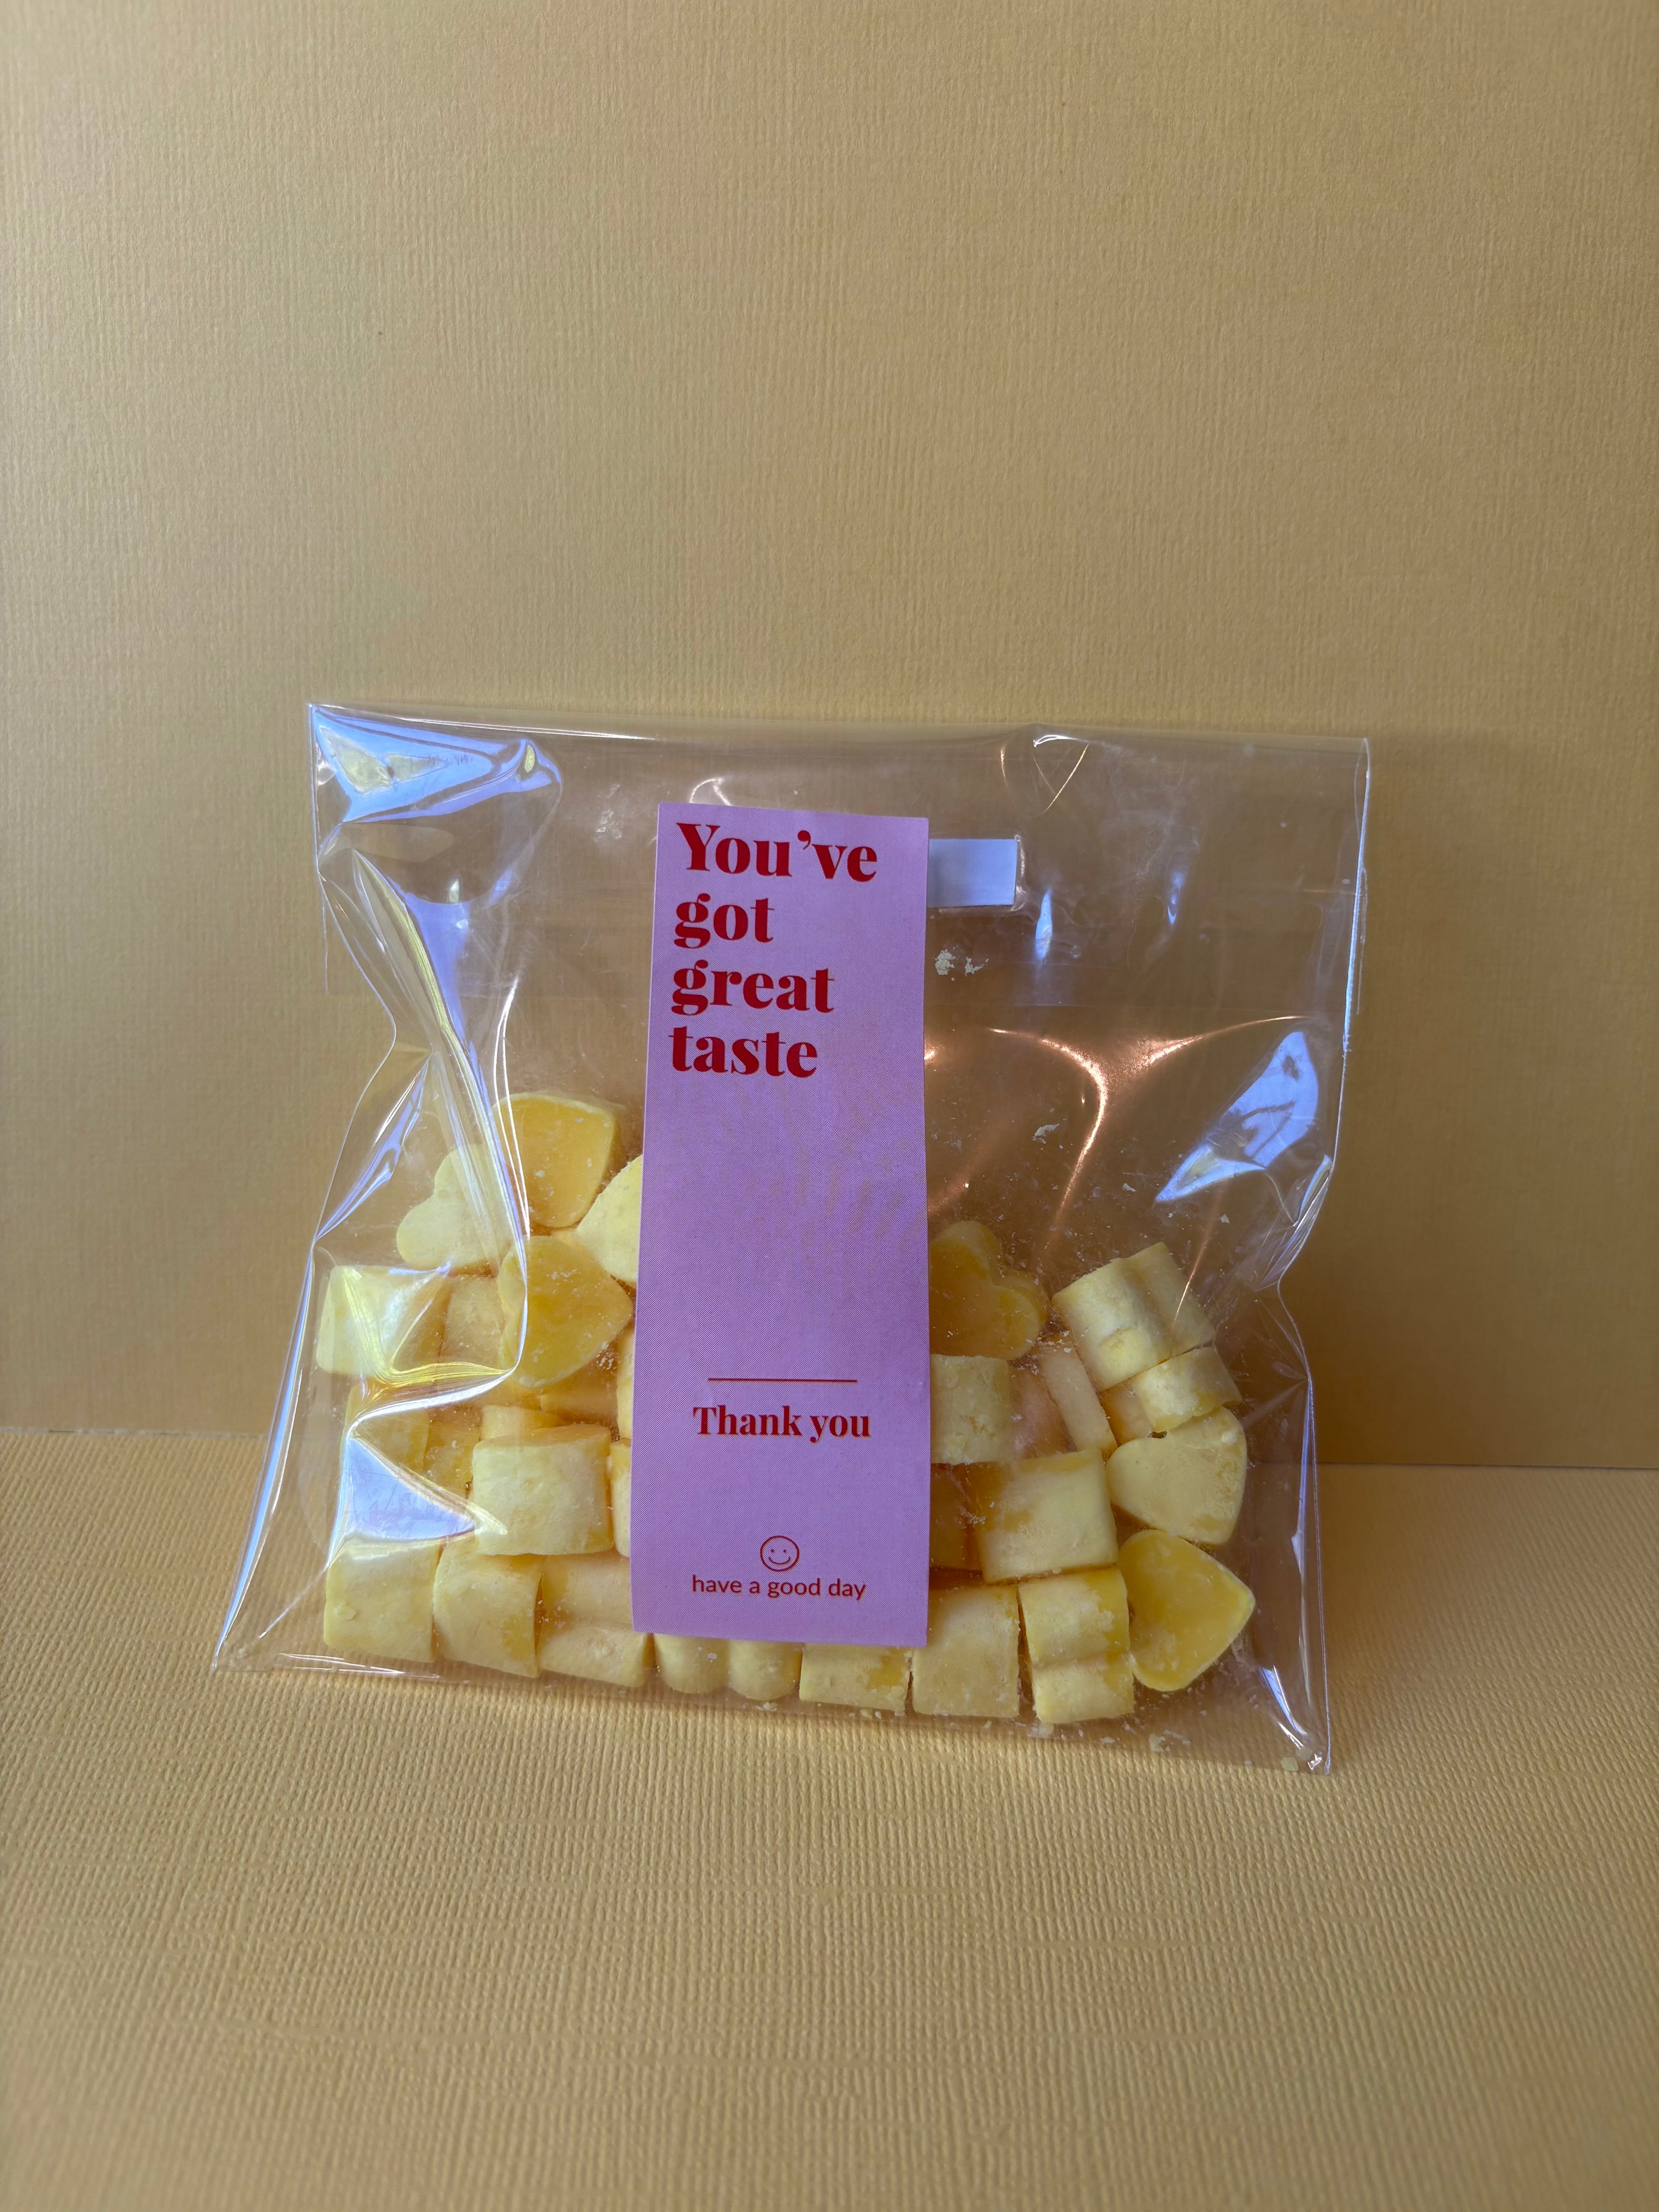 You’ve
got
great
taste
Thank you
have a good day